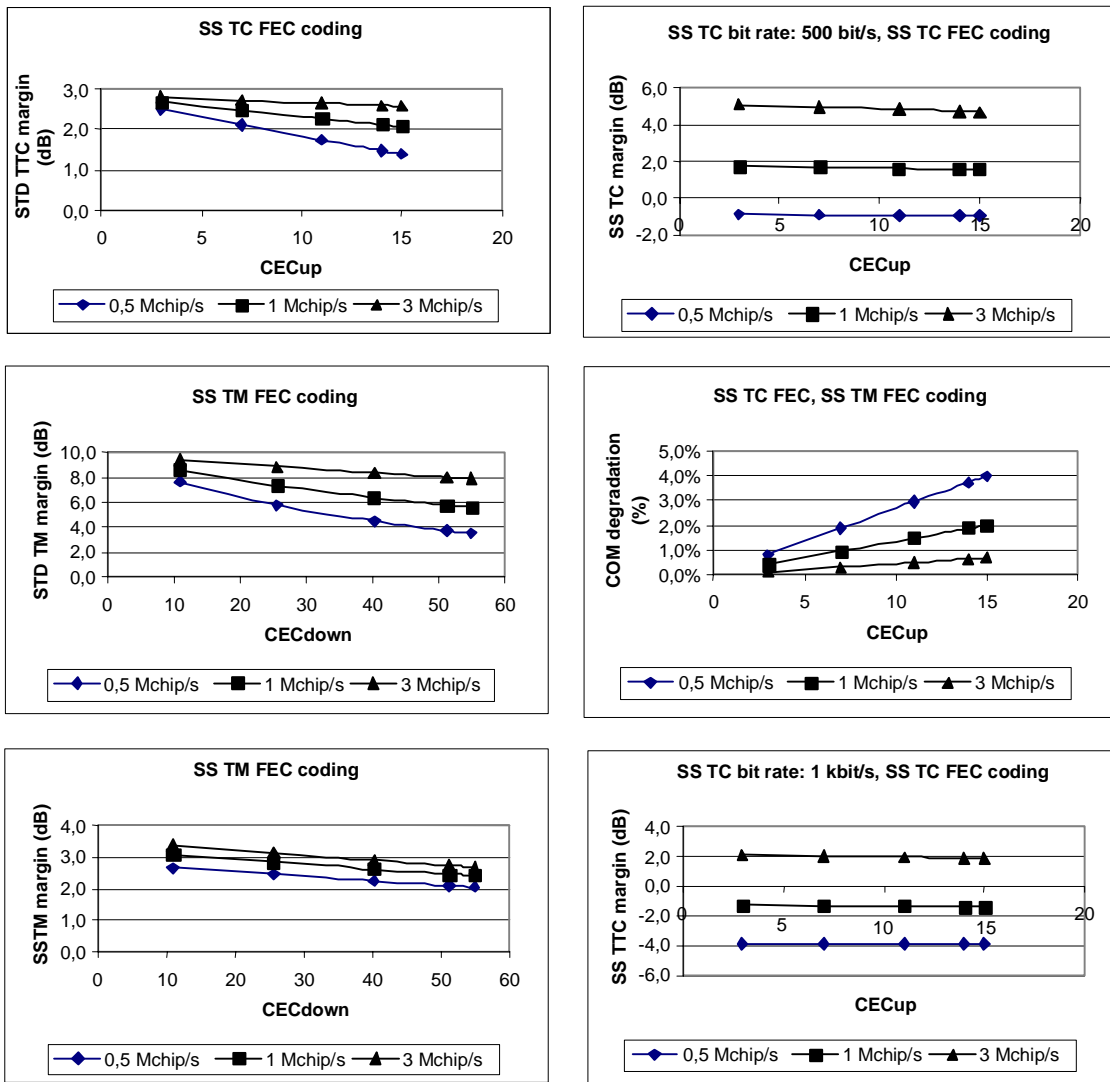 SS TC FEC coding
STD TTC margin
(dB)
3,0
2,0
1,0
0,0
0 5 10 15 20
CECup
0,5 Mchip/s 1 Mchip/s 3 Mchip/s
SS TC bit rate: 500 bit/s, SS TC FEC coding
SS TC margin (dB)
6,0
4,0
2,0
0,0
-2,0
0 5 10 15 20
CECup
0,5 Mchip/s 1 Mchip/s 3 Mchip/s
SS TM FEC coding
STD TM margin (dB)
10,0
8,0
6,0
4,0
2,0
0,0
0 10 20 30 40 50 60
CECdown
0,5 Mchip/s 1 Mchip/s 3 Mchip/s
SS TC FEC, SS TM FEC coding
COM degradation
(%)
5,0%
4,0%
3,0%
2,0%
1,0%
0,0%
0 5 10 15 20
CECup
0,5 Mchip/s 1 Mchip/s 3 Mchip/s
SS TM FEC coding
SSTM margin (dB)
4,0
3,0
2,0
1,0
0,0
0 10 20 30 40 50 60
CECdown
0,5 Mchip/s 1 Mchip/s 3 Mchip/s
SS TC bit rate: 1 kbit/s, SS TC FEC coding
SS TTC margin (dB)
4,0
2,0
0,0
-2,0
-4,0
-6,0
0 5 10 15 20
CECup
0,5 Mchip/s 1 Mchip/s 3 Mchip/s